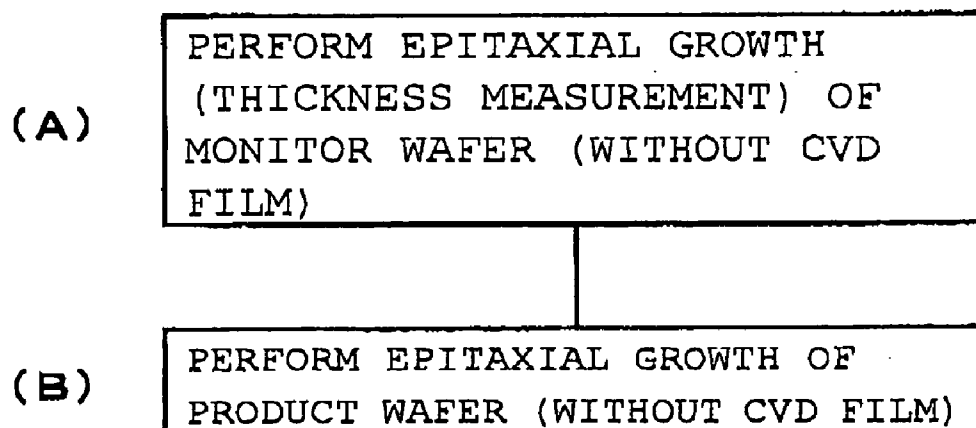 (A)
PERFORM EPITAXIAL GROWTH
(THICKNESS MEASUREMENT) OF
MONITOR WAFER (WITHOUT CVD
FILM)
(B)
PERFORM EPITAXIAL GROWTH OF
PRODUCT WAFER (WITHOUT CVD FILM)